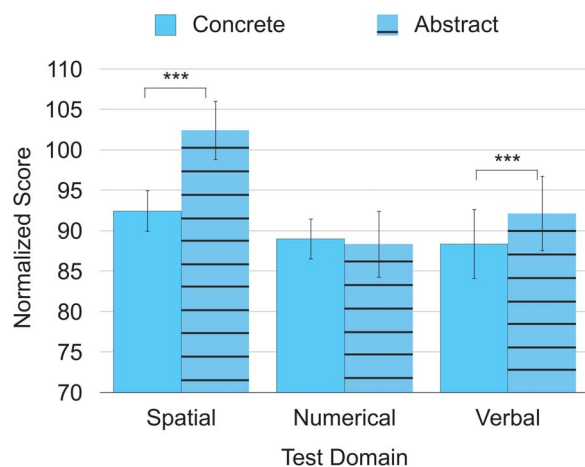 Concrete Abstract
Normalized Score
110
105
100
95
90
85
80
75
70
***
***
Spatial Numerical Verbal
Test Domain